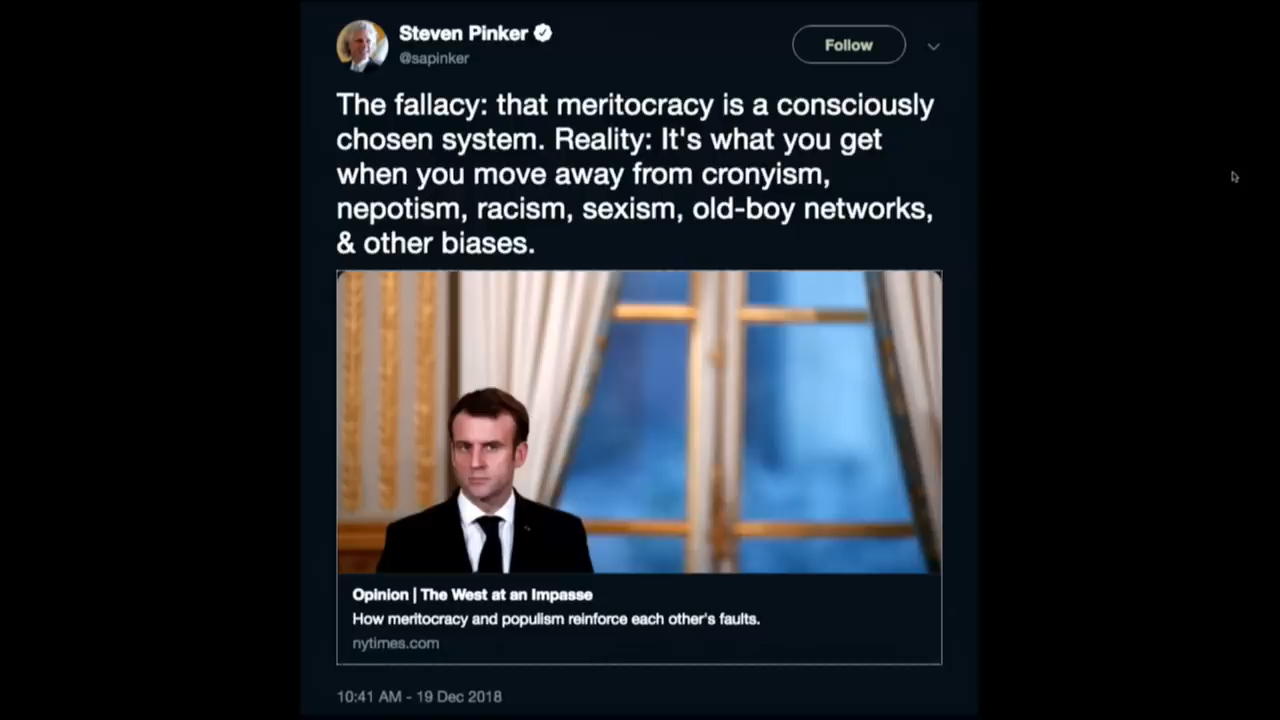 Steven Pinker
@sapinker
Follow
The fallacy: that meritocracy is a consciously
chosen system. Reality: It's what you get
when you move away from cronyism,
nepotism, racism, sexism, old-boy networks,
& other biases.
Opinion | The West at an Impasse
How meritocracy and populism reinforce each other's faults.
nytimes.com
10:41 AM - 19 Dec 2018